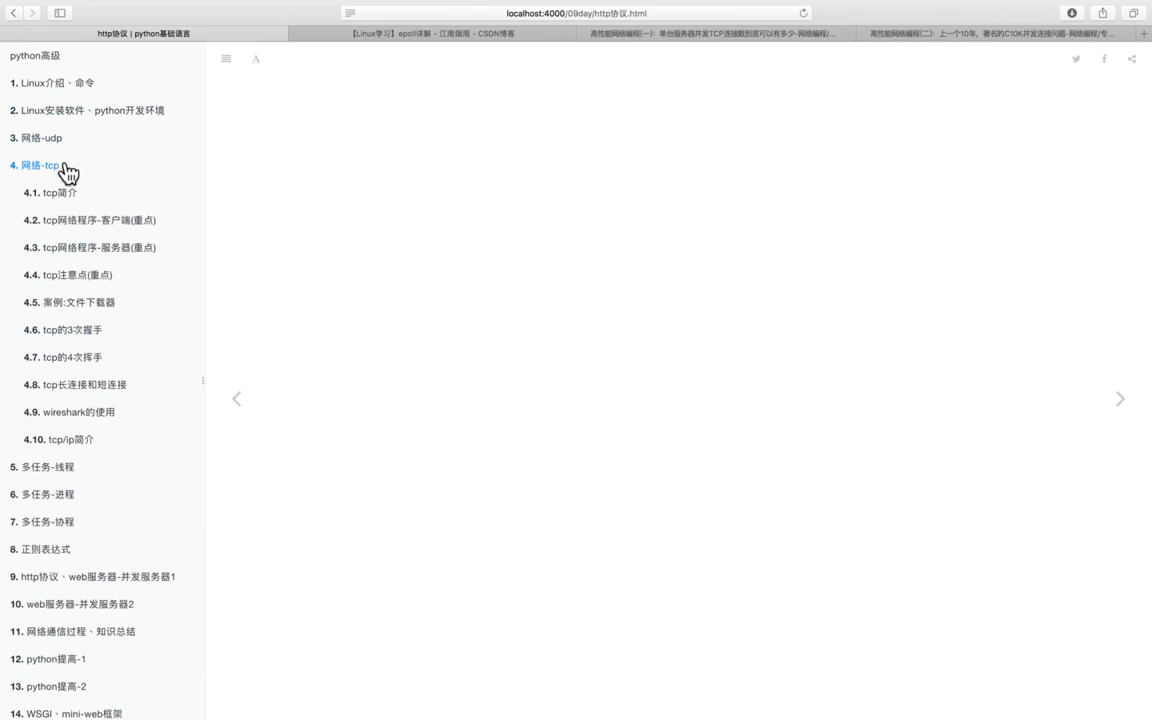 localhost:4000/09day/http协议.html
http协议 | python基础语言
【Linux学习】epoll详解 - 江南烟雨 - CSDN博客
高性能网络编程(一)：单台服务器并发TCP连接数到底可以有多少-网络编程/...
高性能网络编程(二)：上一个10年，著名的C10K并发连接问题-网络编程/专...
python高级
A
1. Linux介绍、命令
2. Linux安装软件、python开发环境
3. 网络-udp
4. 网络-tcp
4.1. tcp简介
4.2. tcp网络程序-客户端(重点)
4.3. tcp网络程序-服务器(重点)
4.4. tcp注意点(重点)
4.5. 案例:文件下载器
4.6. tcp的3次握手
4.7. tcp的4次挥手
4.8. tcp长连接和短连接
4.9. wireshark的使用
4.10. tcp/ip简介
5. 多任务-线程
6. 多任务-进程
7. 多任务-协程
8. 正则表达式
9. http协议、web服务器-并发服务器1
10. web服务器-并发服务器2
11. 网络通信过程、知识总结
12. python提高-1
13. python提高-2
14. WSGI、mini-web框架